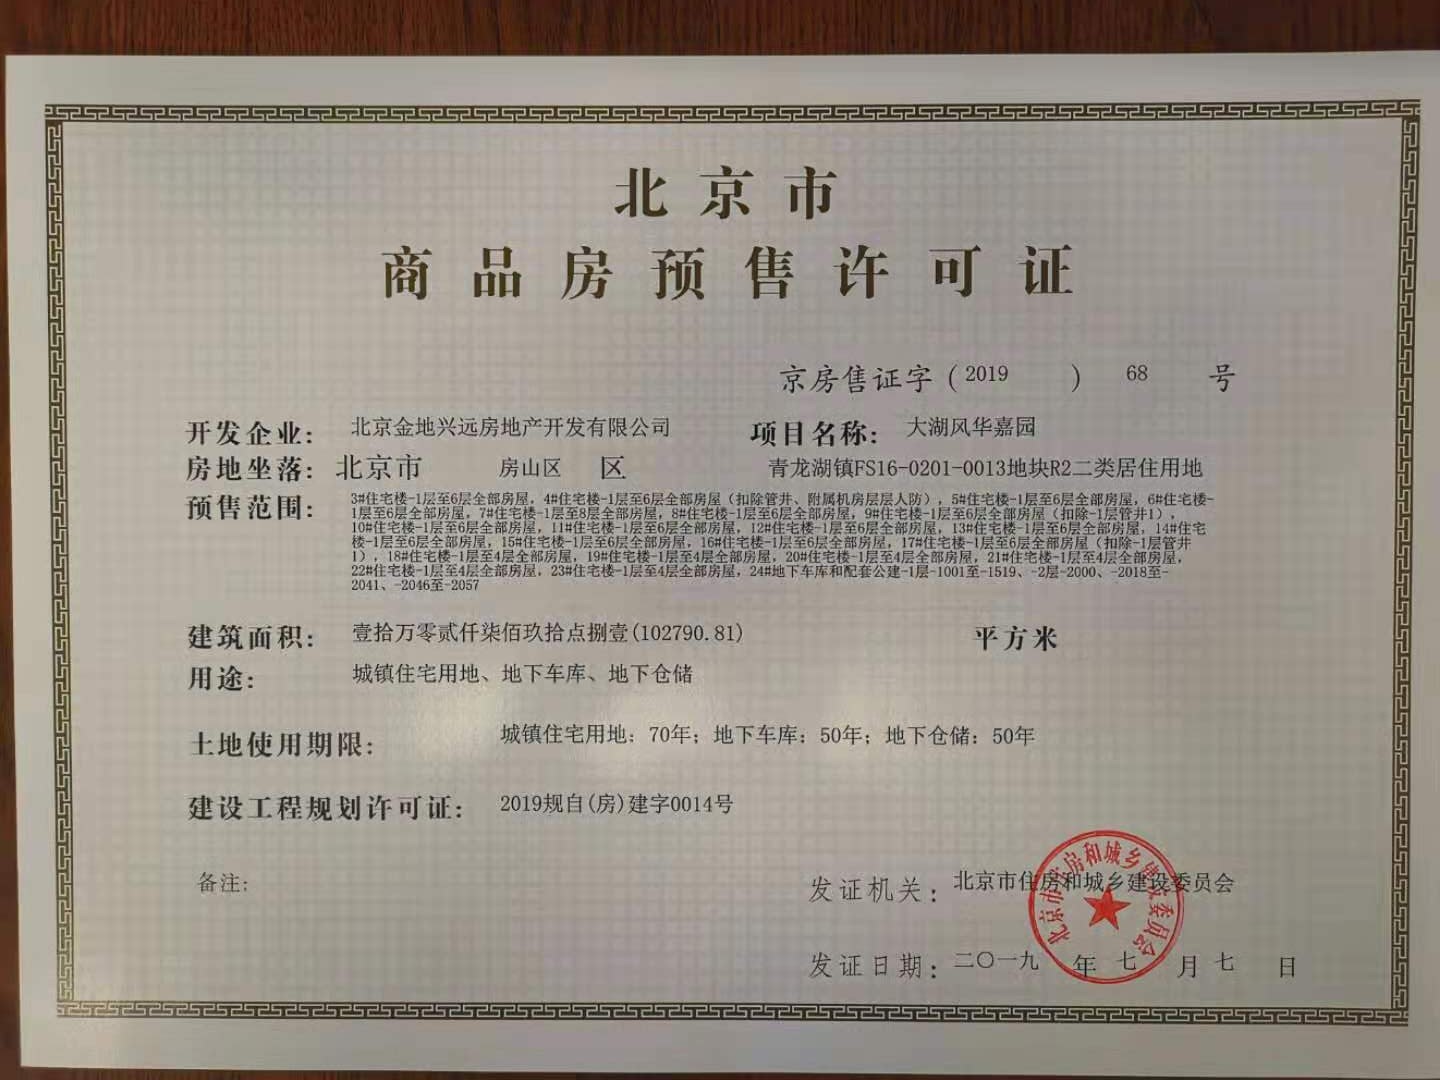 北京市
商品房预售许可证
京房售证字(2019)68号
开发企业: 北京金地兴远房地产开发有限公司 项目名称: 大湖风华嘉园
房地坐落: 北京市 房山区 区 青龙湖镇FS16-0201-0013地块R2二类居住用地
预售范围: 3#住宅楼-1层至6层全部房屋, 4#住宅楼-1层至6层全部房屋（扣除管井、附属机房层层人防）, 5#住宅楼-1层至6层全部房屋, 6#住宅楼-
1层至6层全部房屋, 7#住宅楼-1层至8层全部房屋, 8#住宅楼-1层至6层全部房屋, 9#住宅楼-1层至6层全部房屋（扣除-1层管井1）,
10#住宅楼-1层至6层全部房屋, 11#住宅楼-1层至6层全部房屋, 12#住宅楼-1层至6层全部房屋, 13#住宅楼-1层至6层全部房屋, 14#住宅
楼-1层至6层全部房屋, 15#住宅楼-1层至6层全部房屋, 16#住宅楼-1层至6层全部房屋, 17#住宅楼-1层至6层全部房屋（扣除-1层管井
1）, 18#住宅楼-1层至4层全部房屋, 19#住宅楼-1层至4层全部房屋, 20#住宅楼-1层至4层全部房屋, 21#住宅楼-1层至4层全部房屋,
22#住宅楼-1层至4层全部房屋, 23#住宅楼-1层至4层全部房屋, 24#地下车库和配套公建-1层-1001至-1519、-2层-2000、-2018至-
2041、-2046至-2057
建筑面积: 壹拾万零贰仟柒佰玖拾点捌壹(102790.81) 平方米
用途: 城镇住宅用地、地下车库、地下仓储
土地使用期限: 城镇住宅用地: 70年; 地下车库: 50年; 地下仓储: 50年
建设工程规划许可证: 2019规自(房)建字0014号
备注:
发证机关: 北京市住房和城乡建设委员会
北京市住房和城乡建设委员会
发证日期: 二〇一九年七月七日